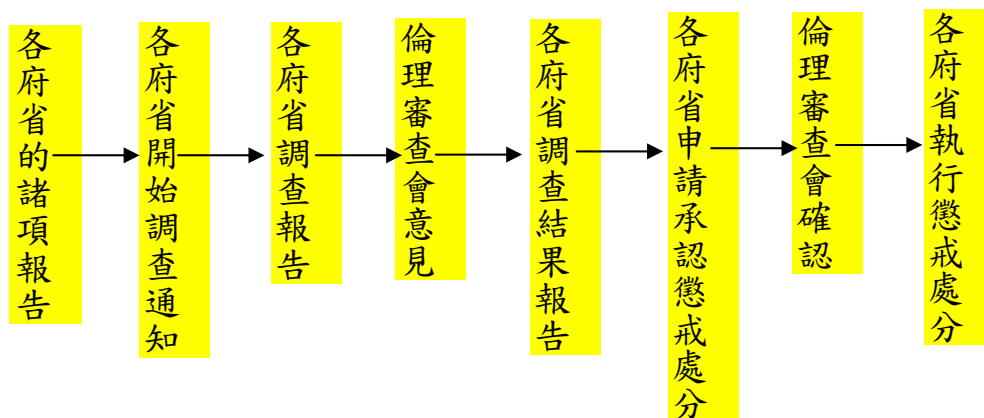 各府省的諸項報告
各府省開始調查通知
各府省調查報告
倫理審查會意見
各府省調查結果報告
各府省申請承認懲戒處分
倫理審查會確認
各府省執行懲戒處分